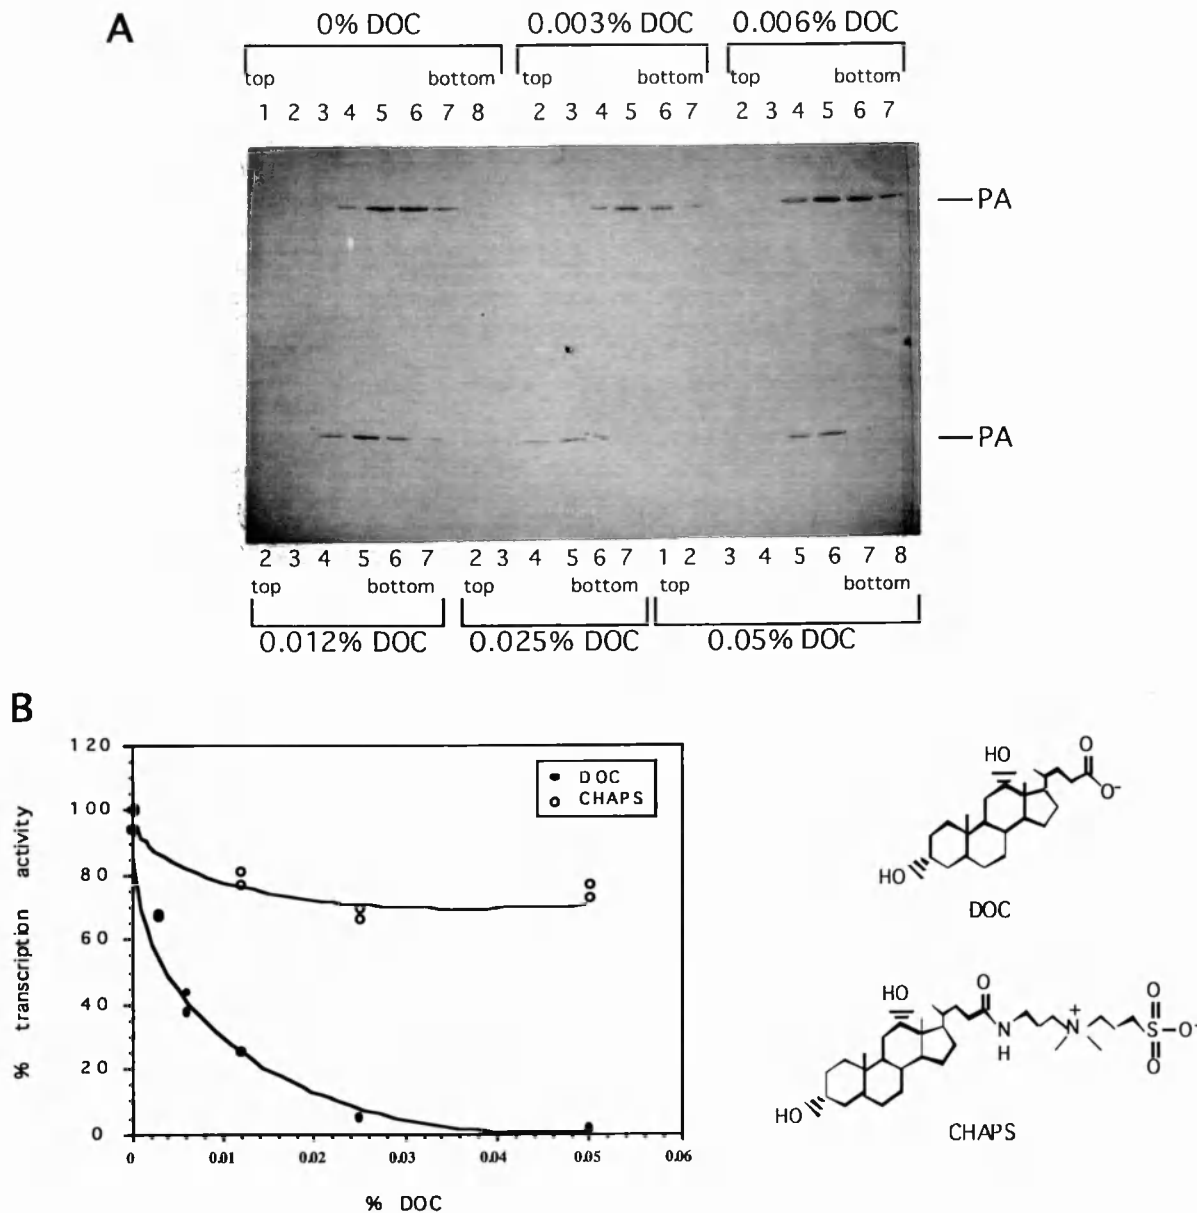 A
0% DOC 0.003% DOC 0.006% DOC
top bottom top bottom top bottom
1 2 3 4 5 6 7 8 2 3 4 5 6 7 2 3 4 5 6 7
PA
PA
2 3 4 5 6 7 2 3 4 5 6 7 1 2 3 4 5 6 7 8
top bottom top bottom top bottom
0.012% DOC 0.025% DOC 0.05% DOC
B
120
100
80
60
40
20
0
% transcription activity
DOC
CHAPS
0 0.01 0.02 0.03 0.04 0.05 0.06
% DOC
HO
O
O-
HO
DOC
HO
O
N
H
N
+
O
S
O-
O
HO
CHAPS